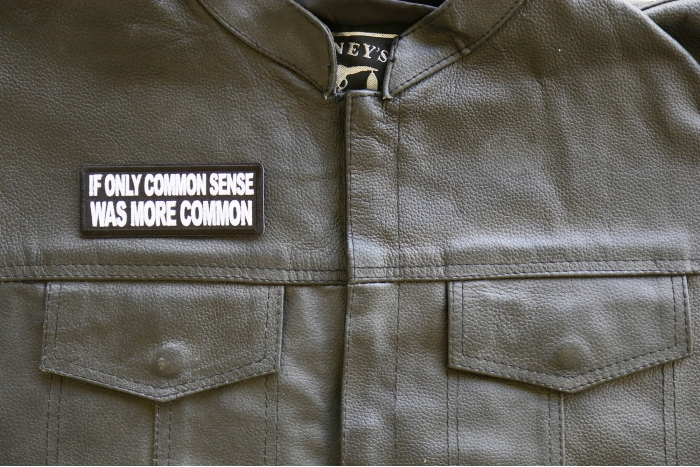 NEY'S
IF ONLY COMMON SENSE
WAS MORE COMMON